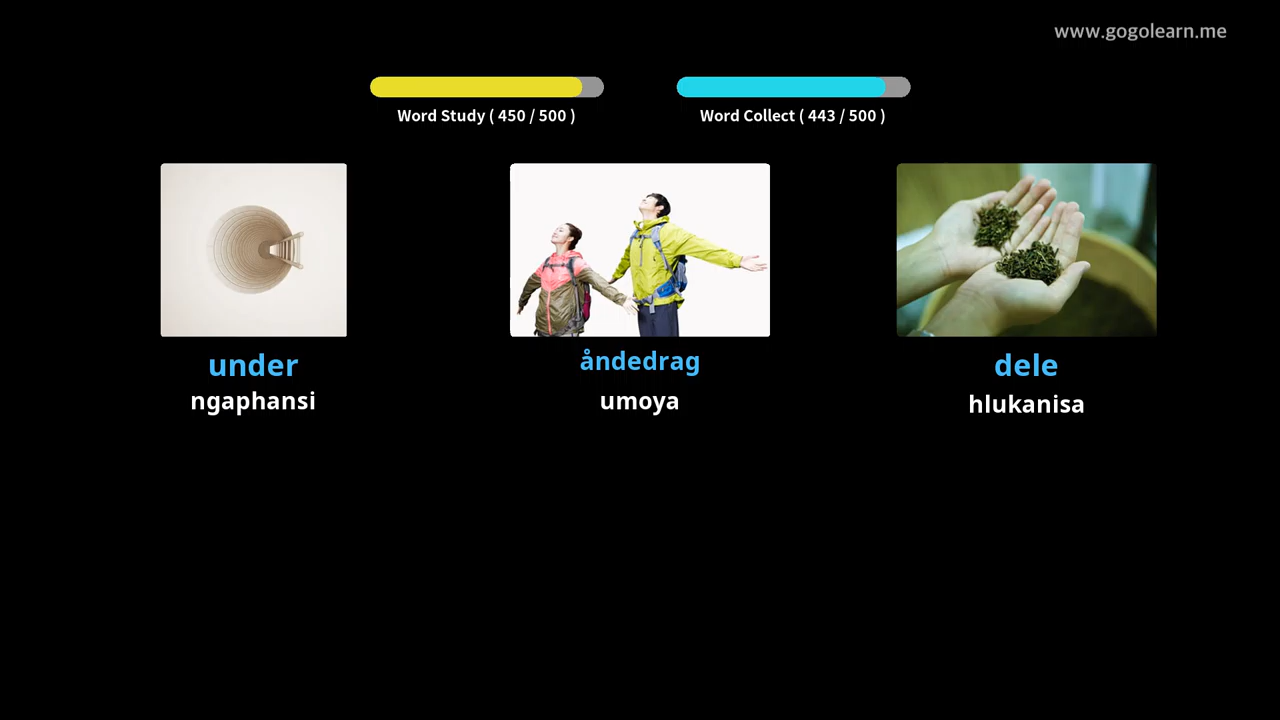 www.gogolearn.me
Word Study ( 450 / 500 )
Word Collect ( 443 / 500 )
under
åndedrag
dele
ngaphansi
umoya
hlukanisa